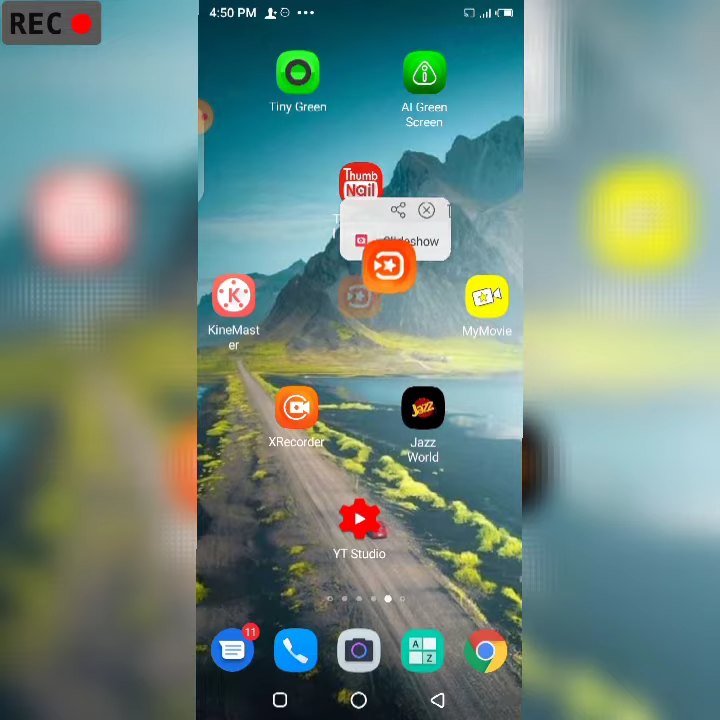 REC
4:50 PM
Tiny Green
AI Green
Screen
Thumb
Nail
Slideshow
K
KineMast
er
MyMovie
Jazz
XRecorder
Jazz
World
YT Studio
11
A
Z